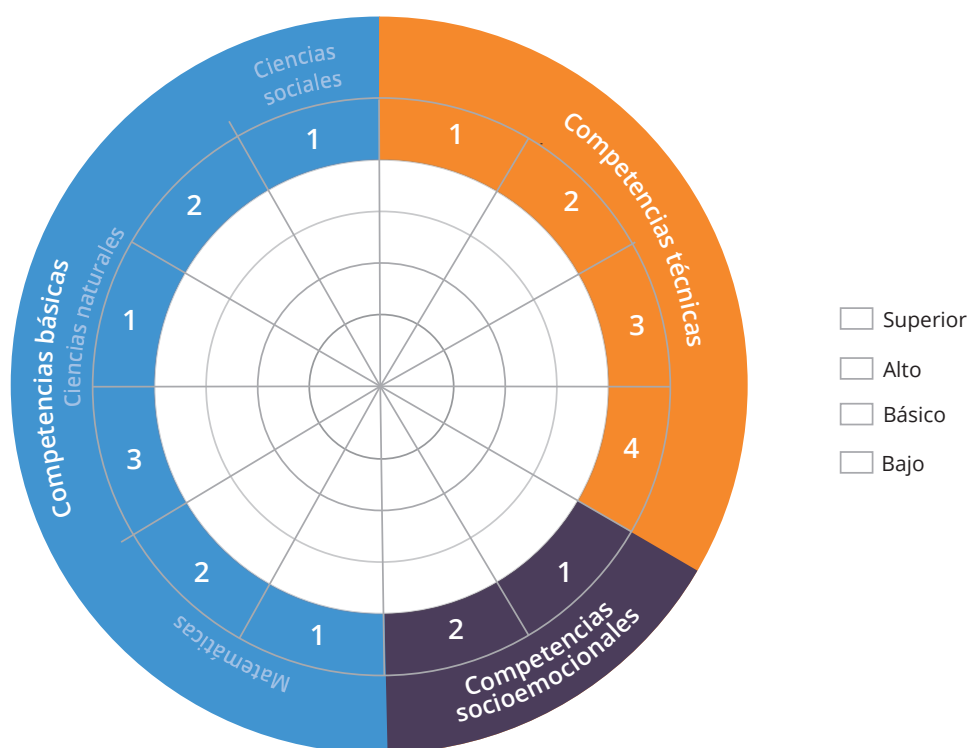 Competencias básicas
Ciencias
sociales
1
2
Ciencias naturales
1
3
2
Matemáticas
1
Competencias técnicas
1
2
3
4
Competencias
socioemocionales
1
2
Superior
Alto
Básico
Bajo